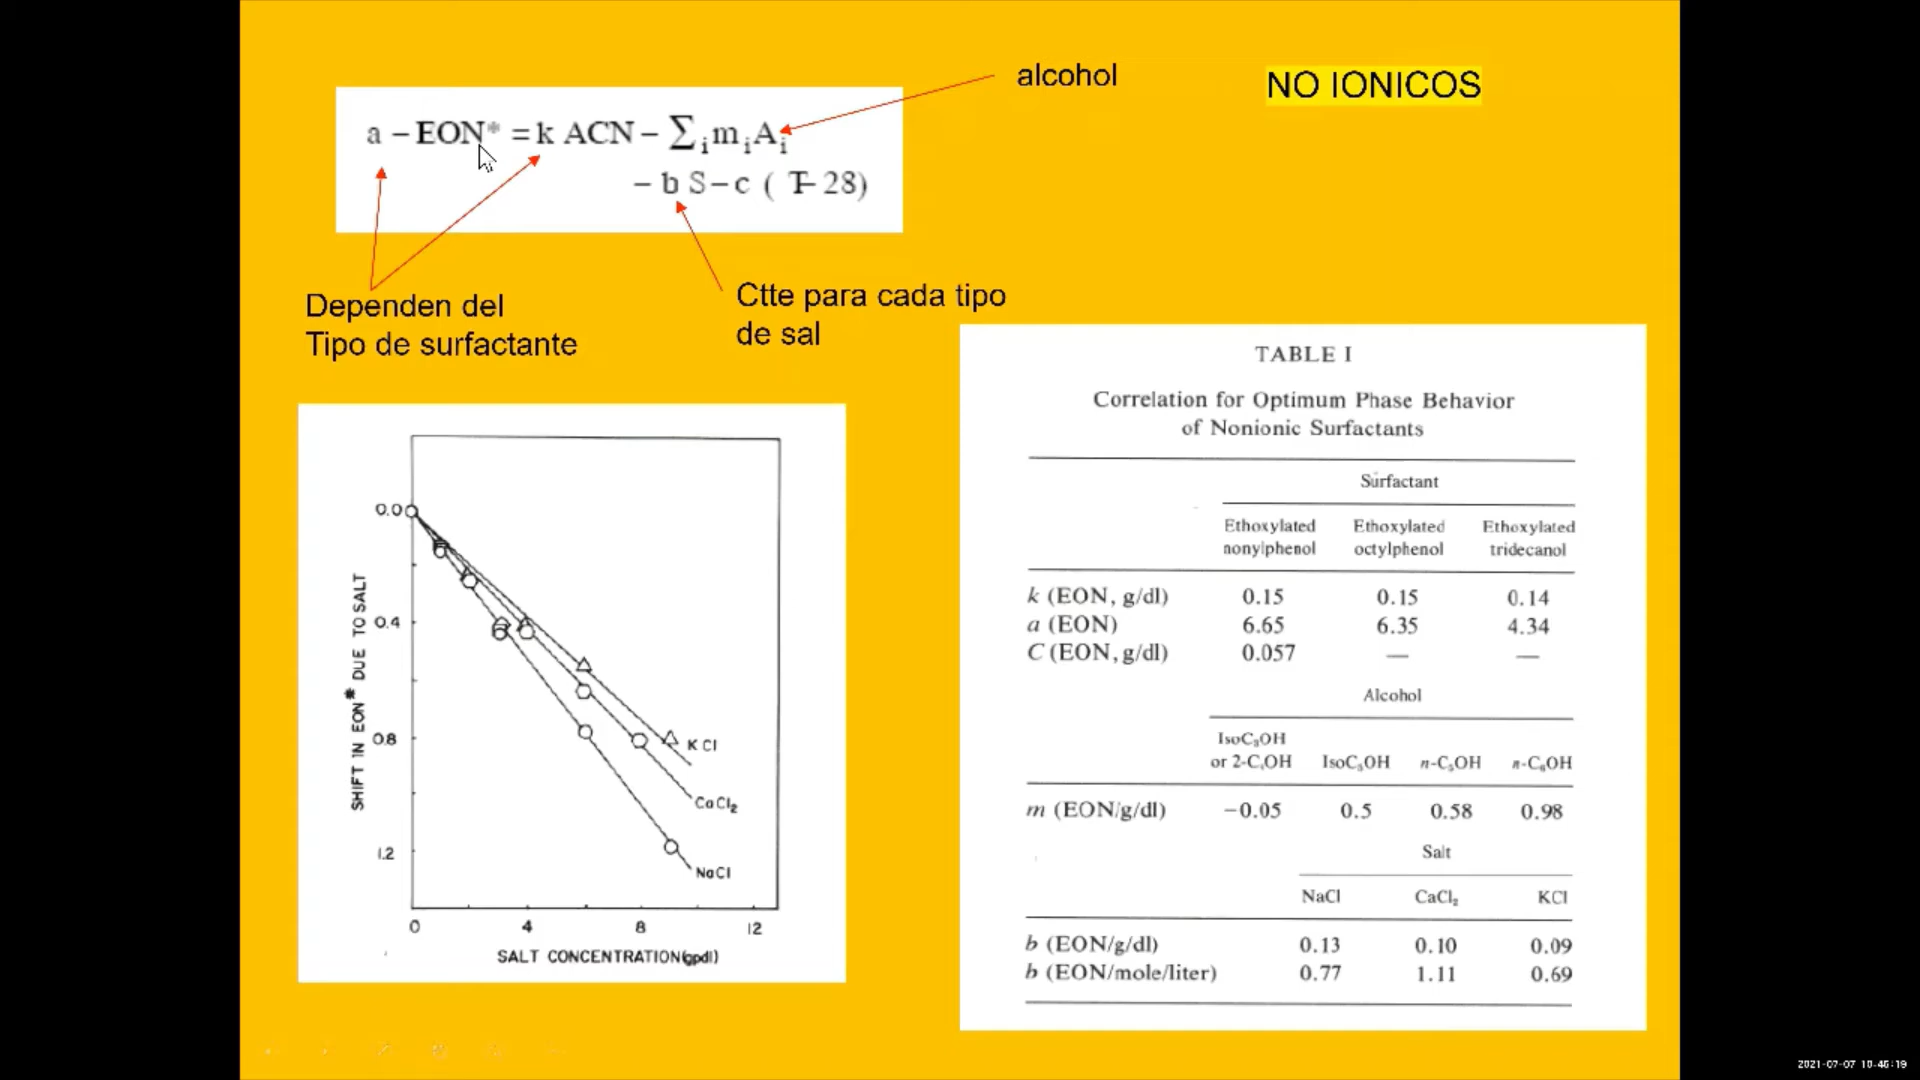 alcohol
NO IONICOS
a – EON* = k ACN – ∑ᵢ mᵢ Aᵢ
– b S – c ( T- 28)
Dependen del
Tipo de surfactante
Ctte para cada tipo
de sal
0.0
0.4
0.8
1.2
SHIFT IN EON* DUE TO SALT
KCl
CaCl₂
NaCl
0 4 8 12
SALT CONCENTRATION (gpdl)
TABLE I
Correlation for Optimum Phase Behavior
of Nonionic Surfactants
Surfactant
Ethoxylated Ethoxylated Ethoxylated
nonylphenol octylphenol tridecanol
k (EON, g/dl) 0.15 0.15 0.14
a (EON) 6.65 6.35 4.34
C (EON, g/dl) 0.057 — —
Alcohol
IsoC₃OH
or 2-C₄OH IsoC₅OH n-C₅OH n-C₆OH
m (EON/g/dl) −0.05 0.5 0.58 0.98
Salt
NaCl CaCl₂ KCl
b (EON/g/dl) 0.13 0.10 0.09
b (EON/mole/liter) 0.77 1.11 0.69
2021-07-07 10:46:19